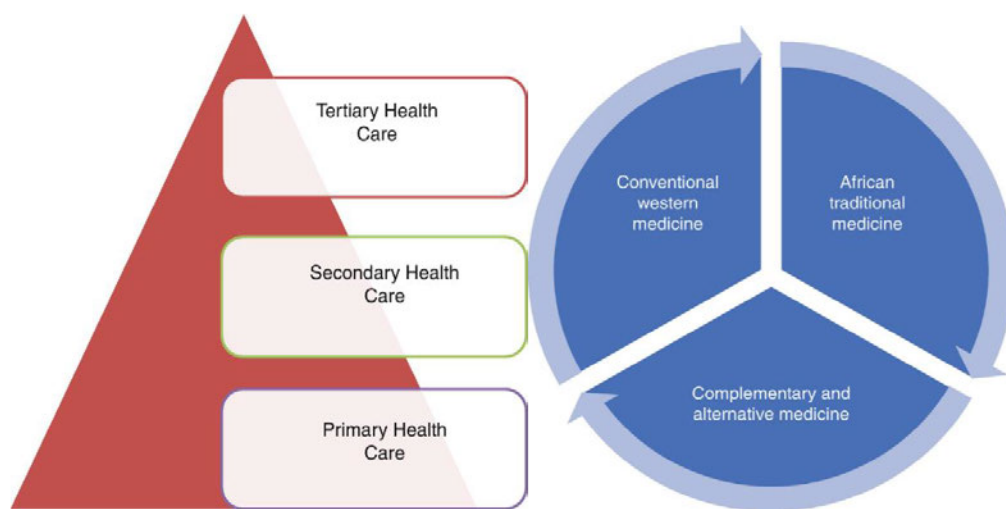 Tertiary Health
Care
Secondary Health
Care
Primary Health
Care
Conventional
western
medicine
African
traditional
medicine
Complementary and
alternative medicine